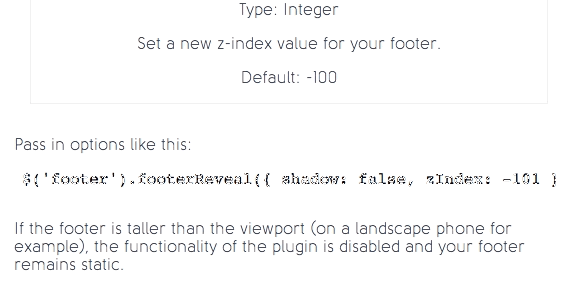 Type: Integer
Set a new z-index value for your footer.
Default: -100
Pass in options like this:
$('footer').footerReveal({ shadow: false, zIndex: -101 }
If the footer is taller than the viewport (on a landscape phone for
example), the functionality of the plugin is disabled and your footer
remains static.